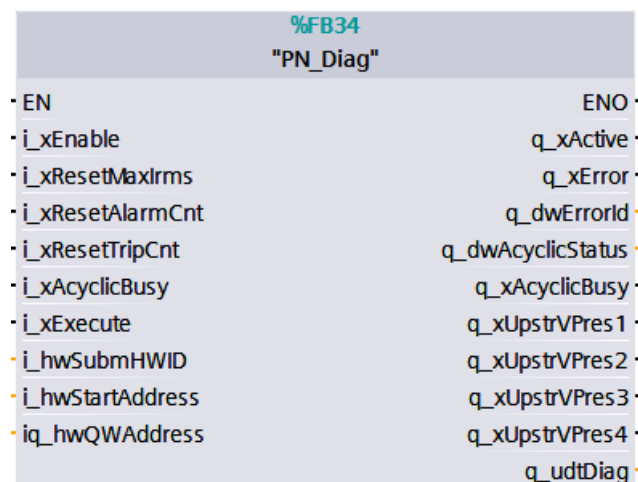 %FB34
"PN_Diag"
EN ENO
i_xEnable q_xActive
i_xResetMaxIrms q_xError
i_xResetAlarmCnt q_dwErrorId
i_xResetTripCnt q_dwAcyclicStatus
i_xAcyclicBusy q_xAcyclicBusy
i_xExecute q_xUpstrVPres1
i_hwSubmHWID q_xUpstrVPres2
i_hwStartAddress q_xUpstrVPres3
iq_hwQWAddress q_xUpstrVPres4
q_udtDiag